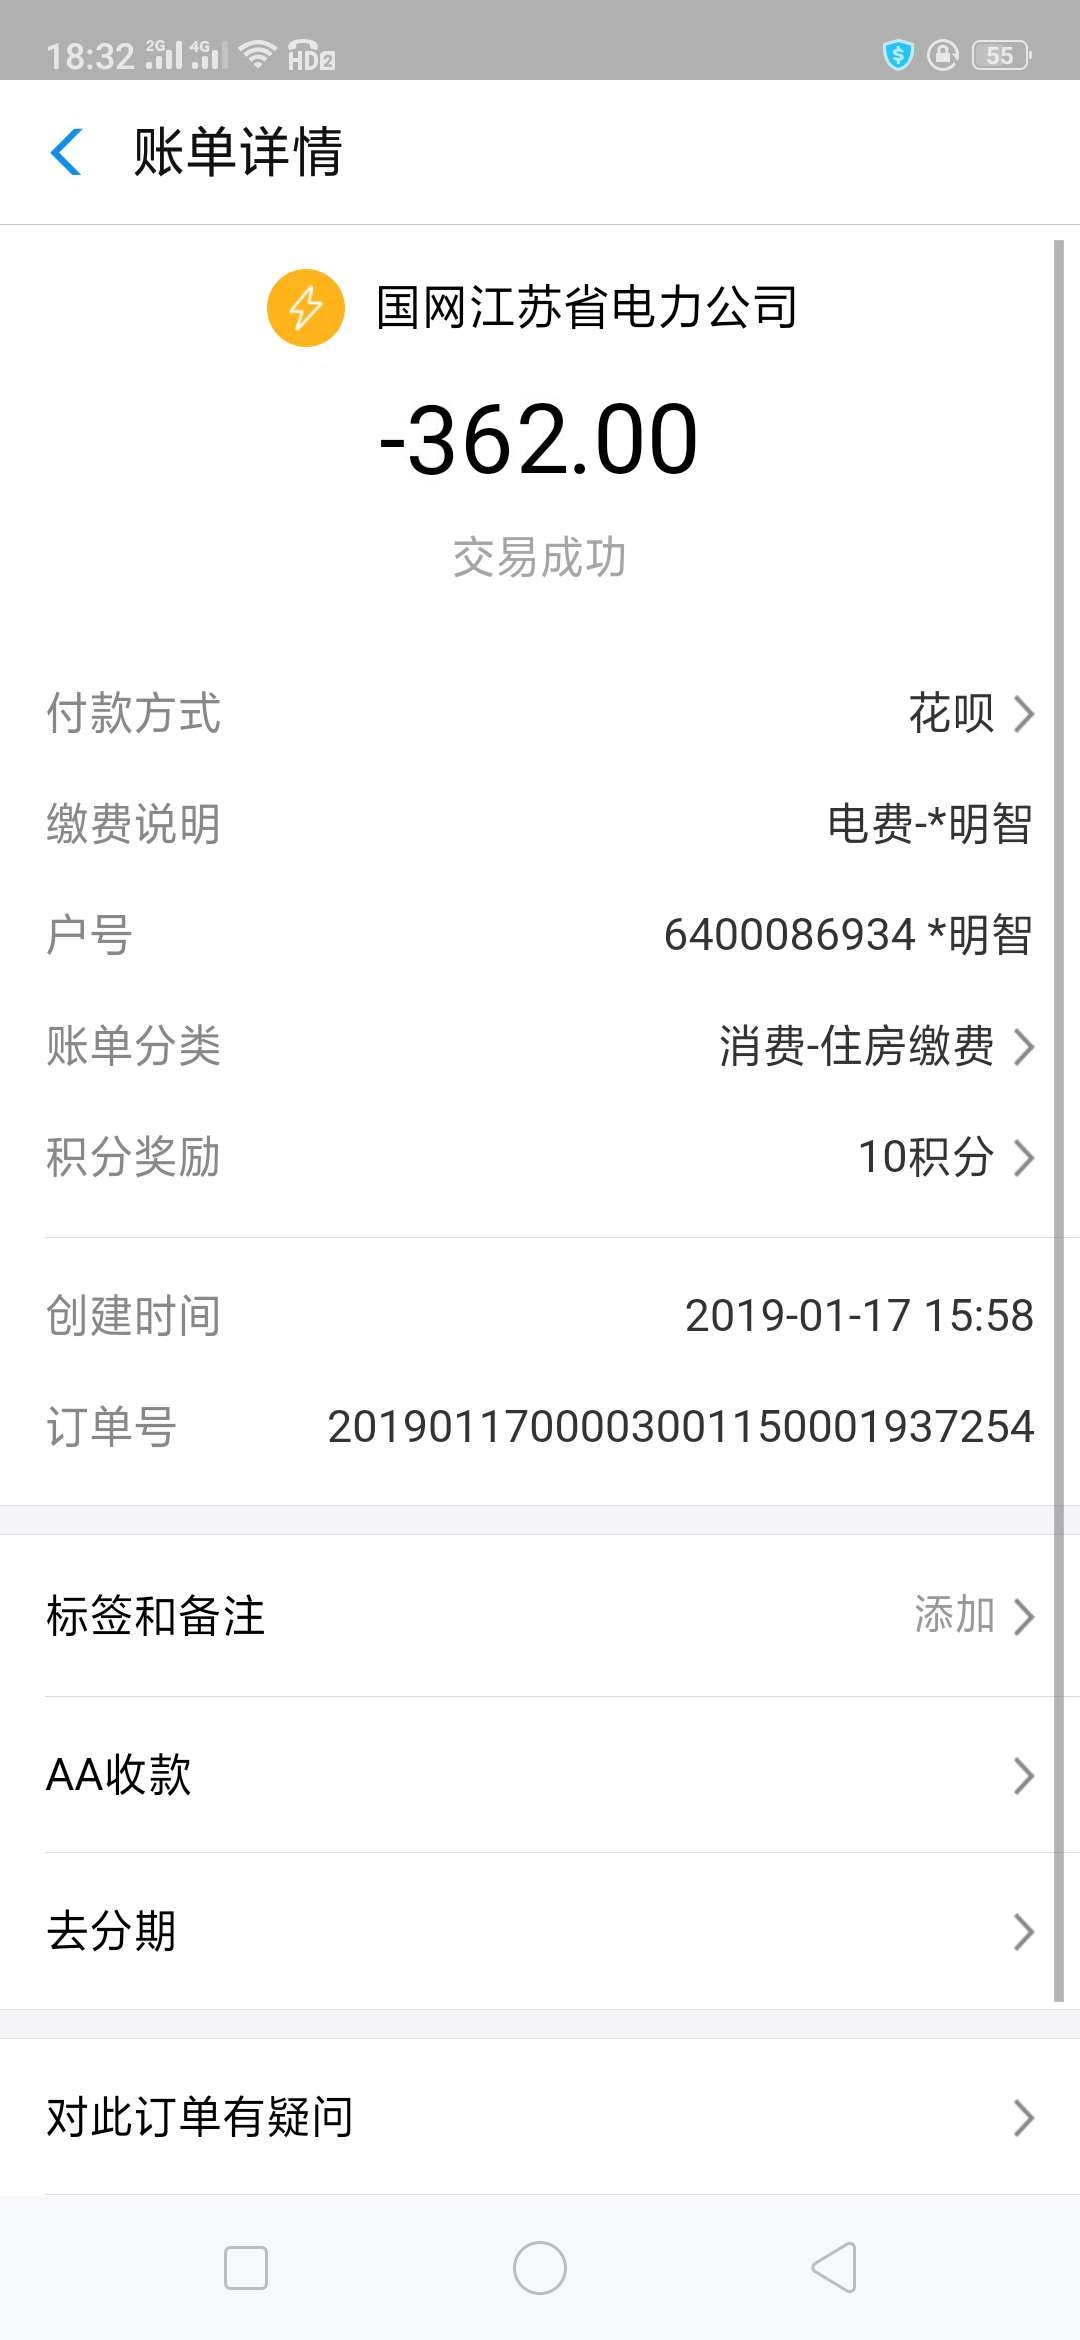 18:32 2G 4G HD2 55
账单详情
国网江苏省电力公司
-362.00
交易成功
付款方式 花呗
缴费说明 电费-*明智
户号 6400086934 *明智
账单分类 消费-住房缴费
积分奖励 10积分
创建时间 2019-01-17 15:58
订单号 20190117000030011150001937254
标签和备注 添加
AA收款
去分期
对此订单有疑问